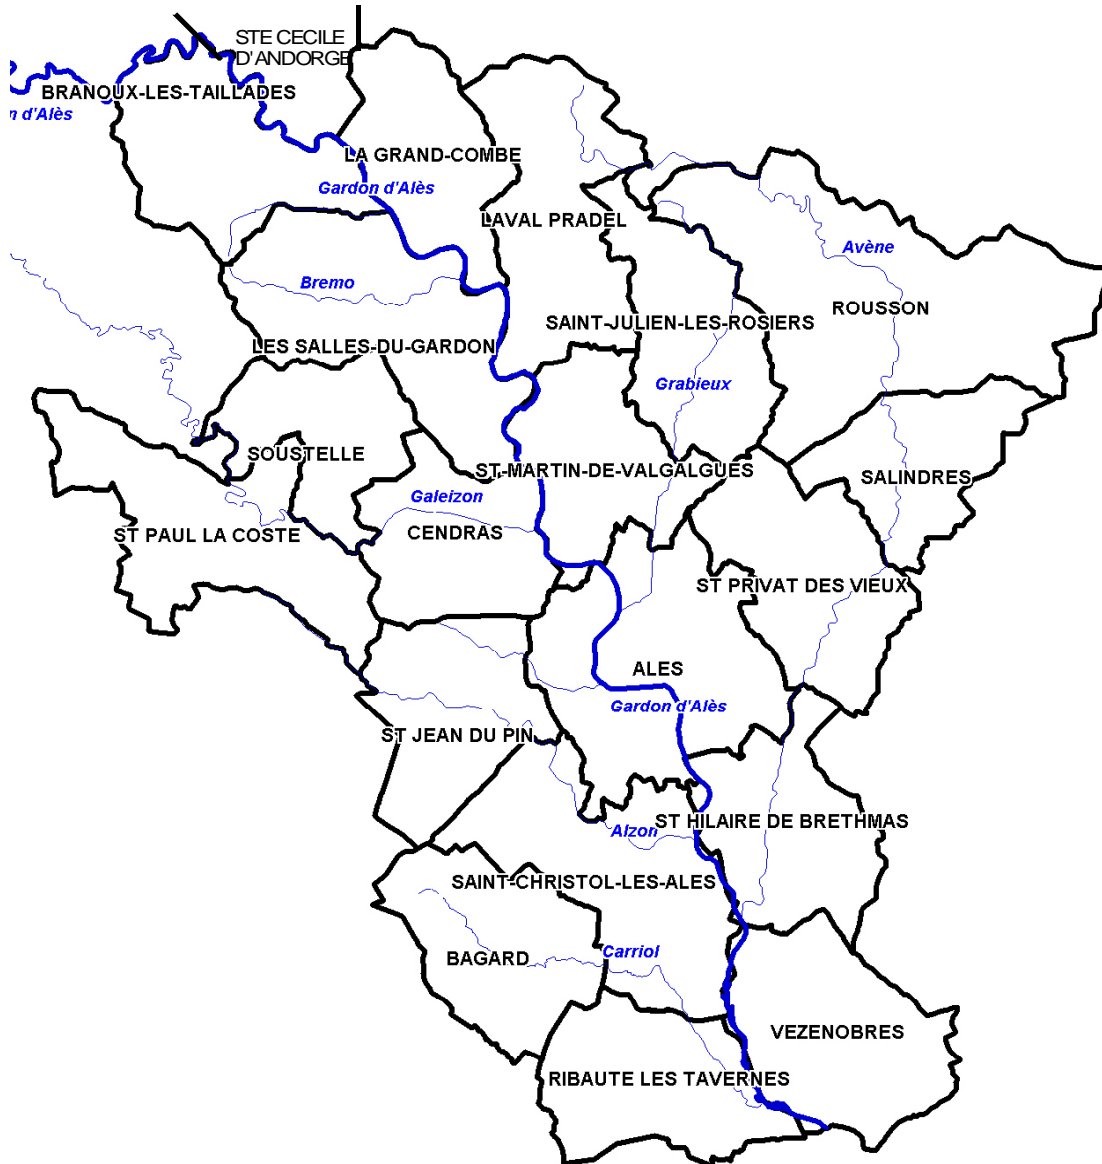 STE CECILE
D'ANDORGE
BRANOUX-LES-TAILLADES
n d'Alès
LA GRAND-COMBE
Gardon d'Alès
LAVAL PRADEL
Avène
Bremo
ROUSSON
SAINT-JULIEN-LES-ROSIERS
LES SALLES-DU-GARDON
Grabieux
SOUSTELLE
ST-MARTIN-DE-VALGALGUES
SALINDRES
Galeizon
ST PAUL LA COSTE
CENDRAS
ST PRIVAT DES VIEUX
ALES
Gardon d'Alès
ST JEAN DU PIN
ST HILAIRE DE BRETHMAS
Alzon
SAINT-CHRISTOL-LES-ALES
Carriol
BAGARD
VEZENOBRES
RIBAUTE LES TAVERNES